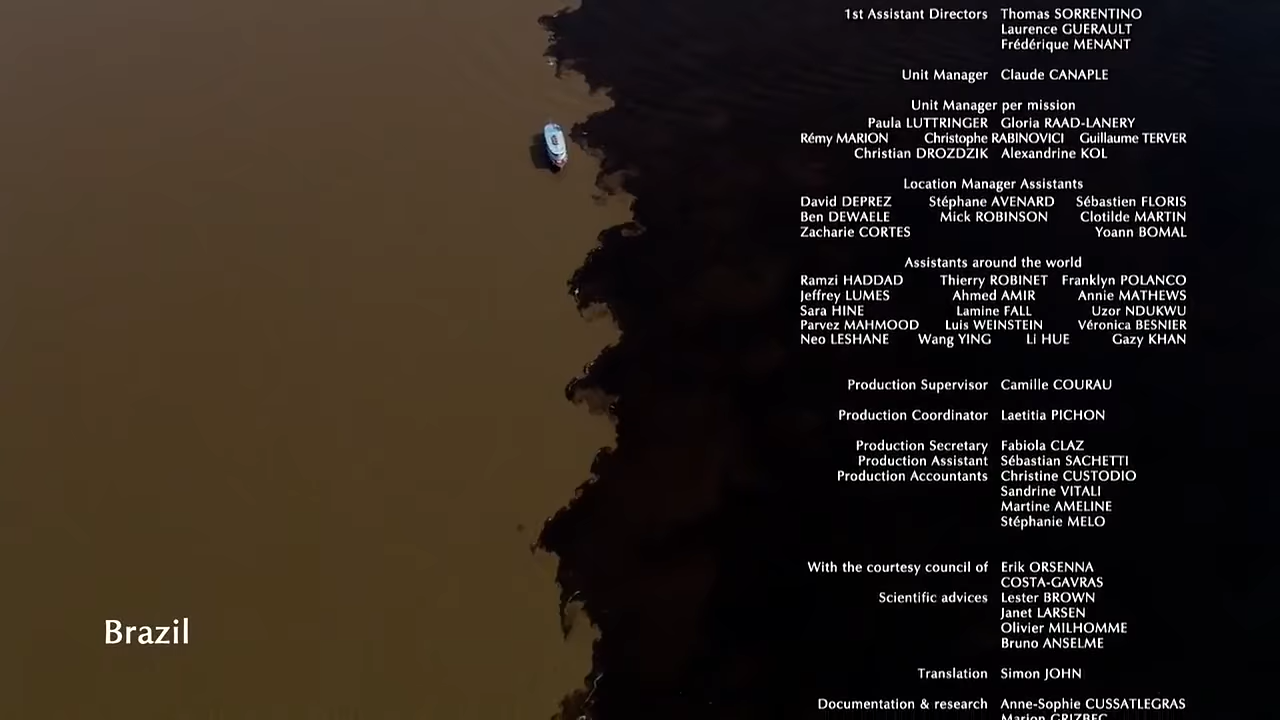 1st Assistant Directors Thomas SORRENTINO
Laurence GUERAULT
Frédérique MENANT
Unit Manager Claude CANAPLE
Unit Manager per mission
Paula LUTTRINGER Gloria RAAD-LANERY
Rémy MARION Christophe RABINOVICI Guillaume TERVER
Christian DROZDZIK Alexandrine KOL
Location Manager Assistants
David DEPREZ Stéphane AVENARD Sébastien FLORIS
Ben DEWAELE Mick ROBINSON Clotilde MARTIN
Zacharie CORTES Yoann BOMAL
Assistants around the world
Ramzi HADDAD Thierry ROBINET Franklyn POLANCO
Jeffrey LUMES Ahmed AMIR Annie MATHEWS
Sara HINE Lamine FALL Uzor NDUKWU
Parvez MAHMOOD Luis WEINSTEIN Véronica BESNIER
Neo LESHANE Wang YING Li HUE Gazy KHAN
Production Supervisor Camille COURAU
Production Coordinator Laetitia PICHON
Production Secretary Fabiola CLAZ
Production Assistant Sébastian SACHETTI
Production Accountants Christine CUSTODIO
Sandrine VITALI
Martine AMELINE
Stéphanie MELO
With the courtesy council of Erik ORSENNA
COSTA-GAVRAS
Scientific advices Lester BROWN
Janet LARSEN
Olivier MILHOMME
Bruno ANSELME
Brazil
Translation Simon JOHN
Documentation & research Anne-Sophie CUSSATLEGRAS
Marion GRIZBEC